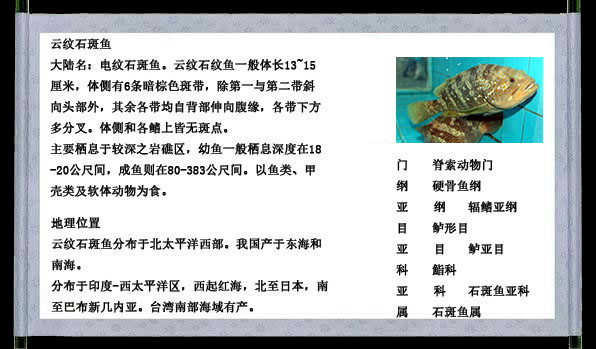 云纹石斑鱼
大陆名：电纹石斑鱼。云纹石纹鱼一般体长13~15
厘米，体侧有6条暗棕色斑带，除第一与第二带斜
向头部外，其余各带均自背部伸向腹缘，各带下方
多分叉。体侧和各鳍上皆无斑点。
主要栖息于较深之岩礁区，幼鱼一般栖息深度在18
-20公尺间，成鱼则在80-383公尺间。以鱼类、甲
壳类及软体动物为食。
地理位置
云纹石斑鱼分布于北太平洋西部。我国产于东海和
南海。
分布于印度-西太平洋区，西起红海，北至日本，南
至巴布新几内亚。台湾南部海域有产。
门 脊索动物门
纲 硬骨鱼纲
亚 纲 辐鳍亚纲
目 鲈形目
亚 目 鲈亚目
科 鮨科
亚 科 石斑鱼亚科
属 石斑鱼属